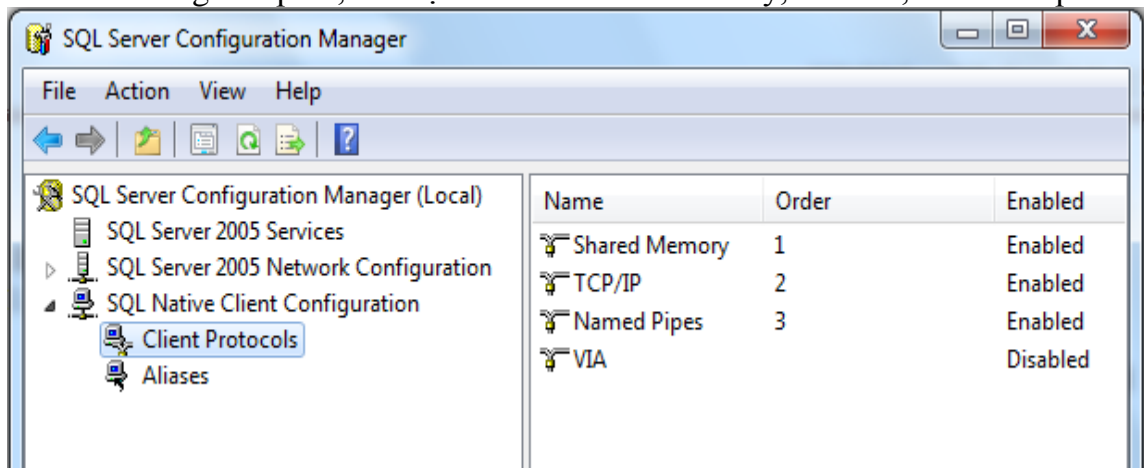 SQL Server Configuration Manager
File Action View Help
SQL Server Configuration Manager (Local)
SQL Server 2005 Services
SQL Server 2005 Network Configuration
SQL Native Client Configuration
Client Protocols
Aliases
Name Order Enabled
Shared Memory 1 Enabled
TCP/IP 2 Enabled
Named Pipes 3 Enabled
VIA Disabled